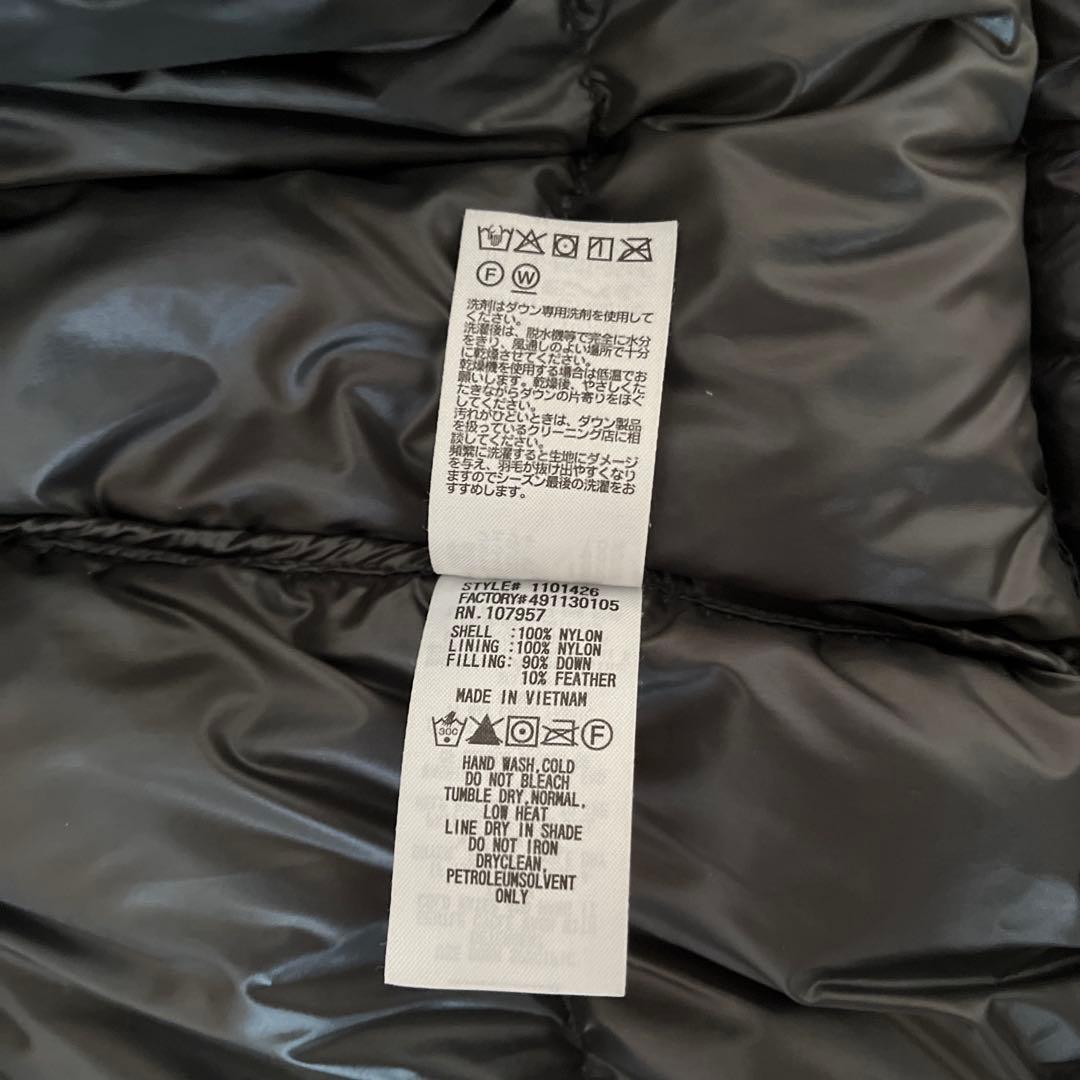 F W
洗剤はダウン専用洗剤を使用して
ください。
洗濯後は、脱水機等で完全に水分
をきり、風通しのよい場所で十分
に乾燥させてください。
乾燥機を使用する場合は低温でお
願いします。乾燥後、やさしくた
たきながらダウンの片寄りをほぐ
してください。
汚れがひどいときは、ダウン製品
を扱っているクリーニング店に相
談してください。
頻繁に洗濯すると生地にダメージ
を与え、羽毛が抜け出やすくなり
ますのでシーズン最後の洗濯をお
すすめします。
STYLE# 1101426
FACTORY#491130105
RN.107957
SHELL :100% NYLON
LINING :100% NYLON
FILLING: 90% DOWN
10% FEATHER
MADE IN VIETNAM
30C F
HAND WASH,COLD
DO NOT BLEACH
TUMBLE DRY,NORMAL,
LOW HEAT
LINE DRY IN SHADE
DO NOT IRON
DRYCLEAN,
PETROLEUMSOLVENT
ONLY